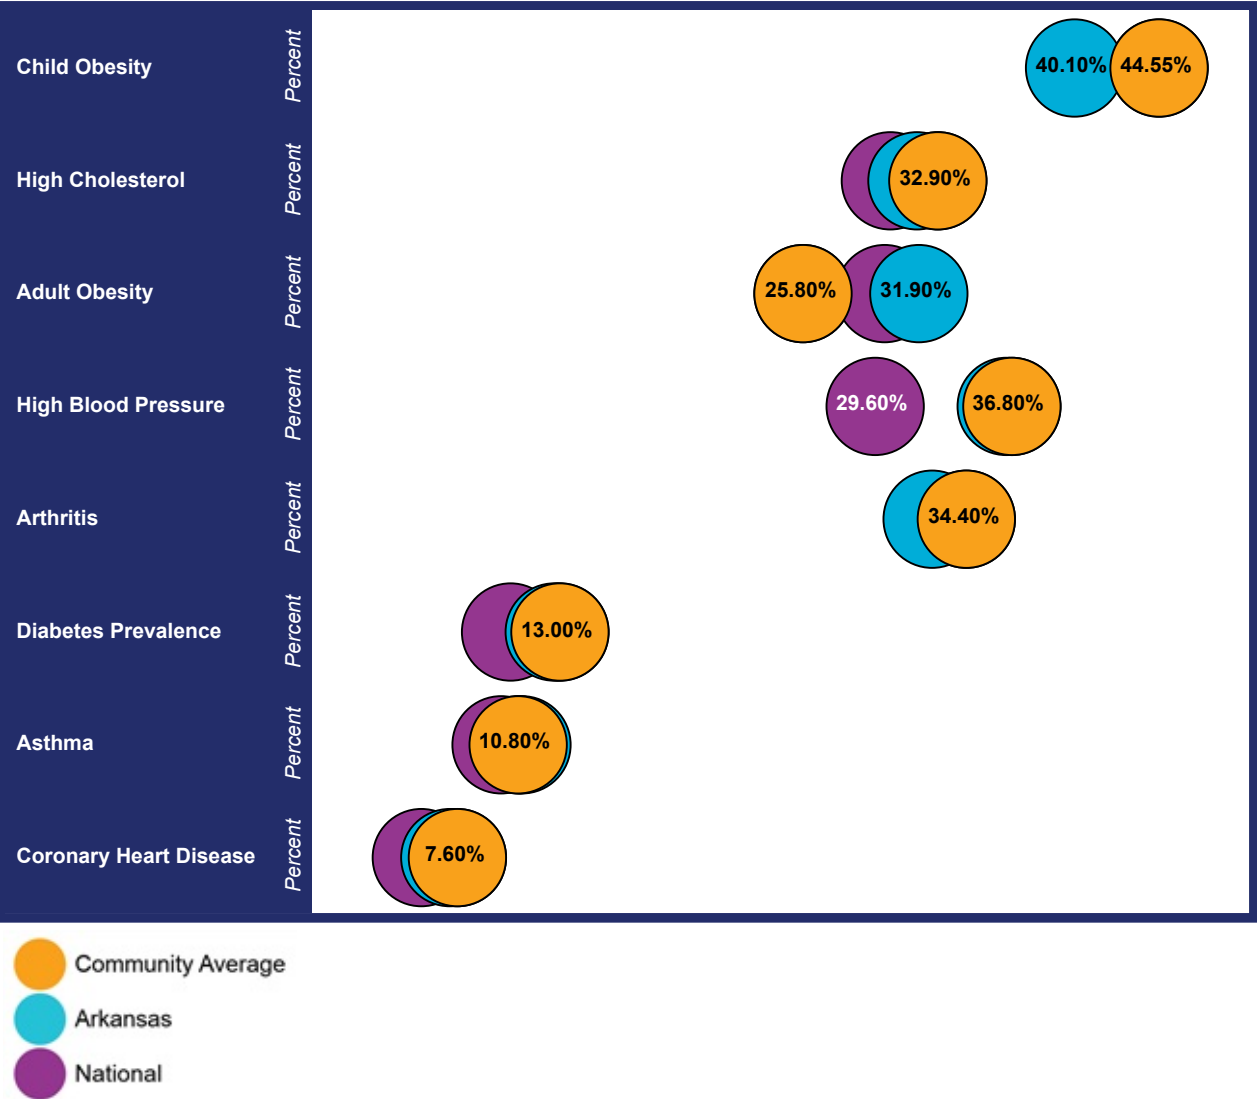 Child Obesity Percent 40.10% 44.55%
High Cholesterol Percent 32.90%
Adult Obesity Percent 25.80% 31.90%
High Blood Pressure Percent 29.60% 36.80%
Arthritis Percent 34.40%
Diabetes Prevalence Percent 13.00%
Asthma Percent 10.80%
Coronary Heart Disease Percent 7.60%
Community Average
Arkansas
National